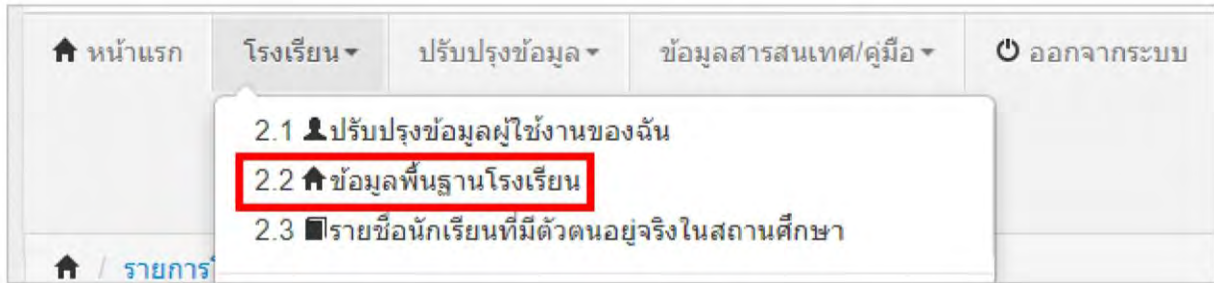 หน้าแรก โรงเรียน ปรับปรุงข้อมูล ข้อมูลสารสนเทศ/คู่มือ ออกจากระบบ
2.1 ปรับปรุงข้อมูลผู้ใช้งานของฉัน
2.2 ข้อมูลพื้นฐานโรงเรียน
2.3 รายชื่อนักเรียนที่มีตัวตนอยู่จริงในสถานศึกษา
/ รายการ